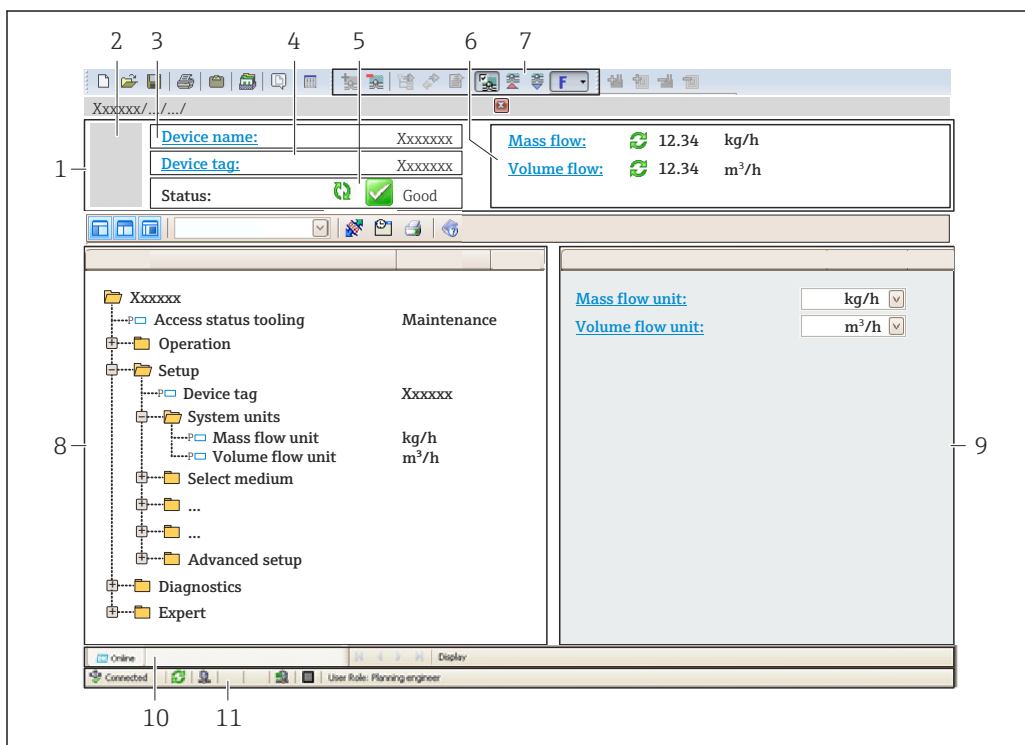 2 3 4 5 6 7
F
Xxxxxx/.../.../
1
Device name: Xxxxxxx
Device tag: Xxxxxxx
Status: Good
Mass flow: 12.34 kg/h
Volume flow: 12.34 m³/h
Xxxxxx
P Access status tooling Maintenance
Operation
Setup
P Device tag Xxxxxx
System units
P Mass flow unit kg/h
P Volume flow unit m³/h
Select medium
...
...
Advanced setup
Diagnostics
Expert
8
Mass flow unit: kg/h
Volume flow unit: m³/h
9
Online Display
Connected User Role: Planning engineer
10 11